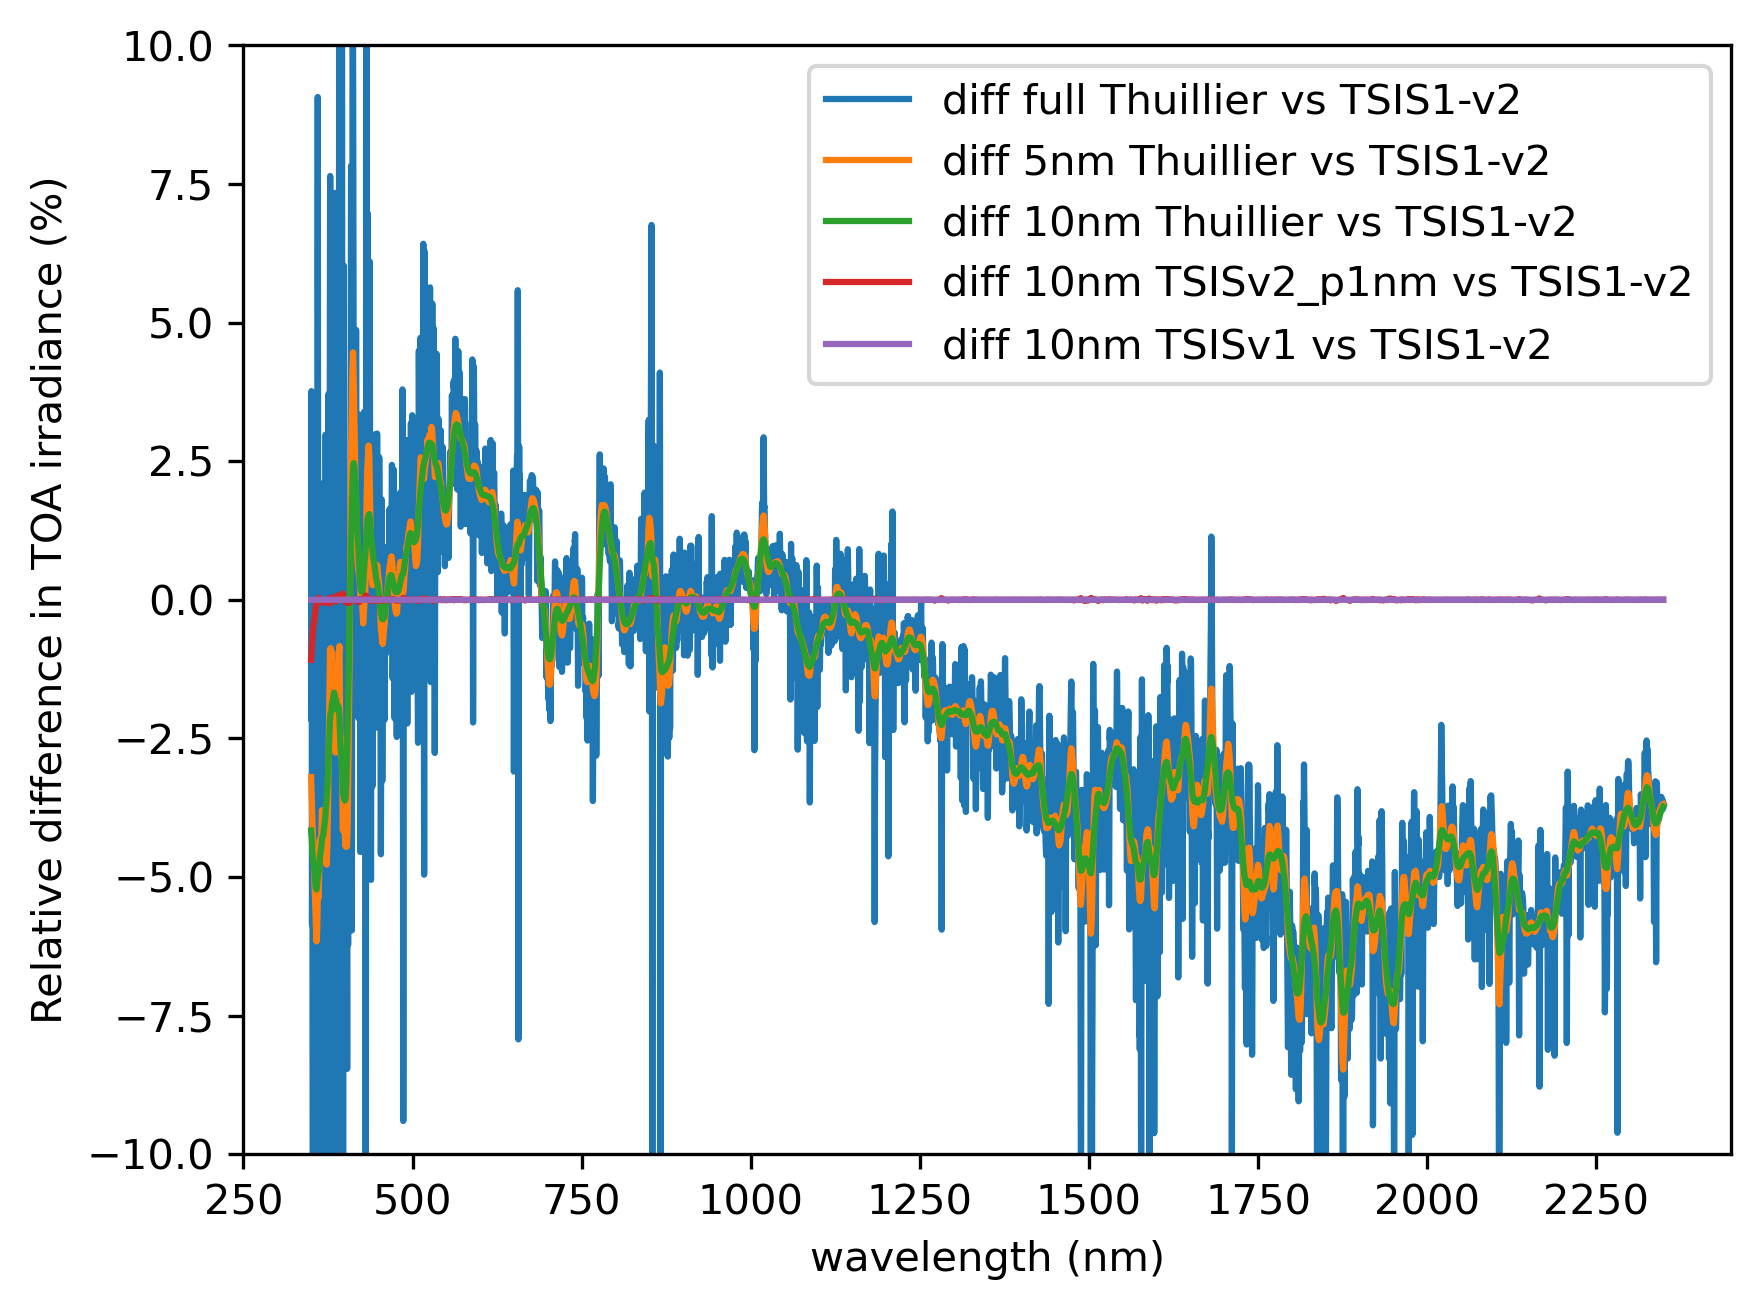 Relative difference in TOA irradiance (%)
10.0
7.5
5.0
2.5
0.0
−2.5
−5.0
−7.5
−10.0
diff full Thuillier vs TSIS1-v2
diff 5nm Thuillier vs TSIS1-v2
diff 10nm Thuillier vs TSIS1-v2
diff 10nm TSISv2_p1nm vs TSIS1-v2
diff 10nm TSISv1 vs TSIS1-v2
250 500 750 1000 1250 1500 1750 2000 2250
wavelength (nm)